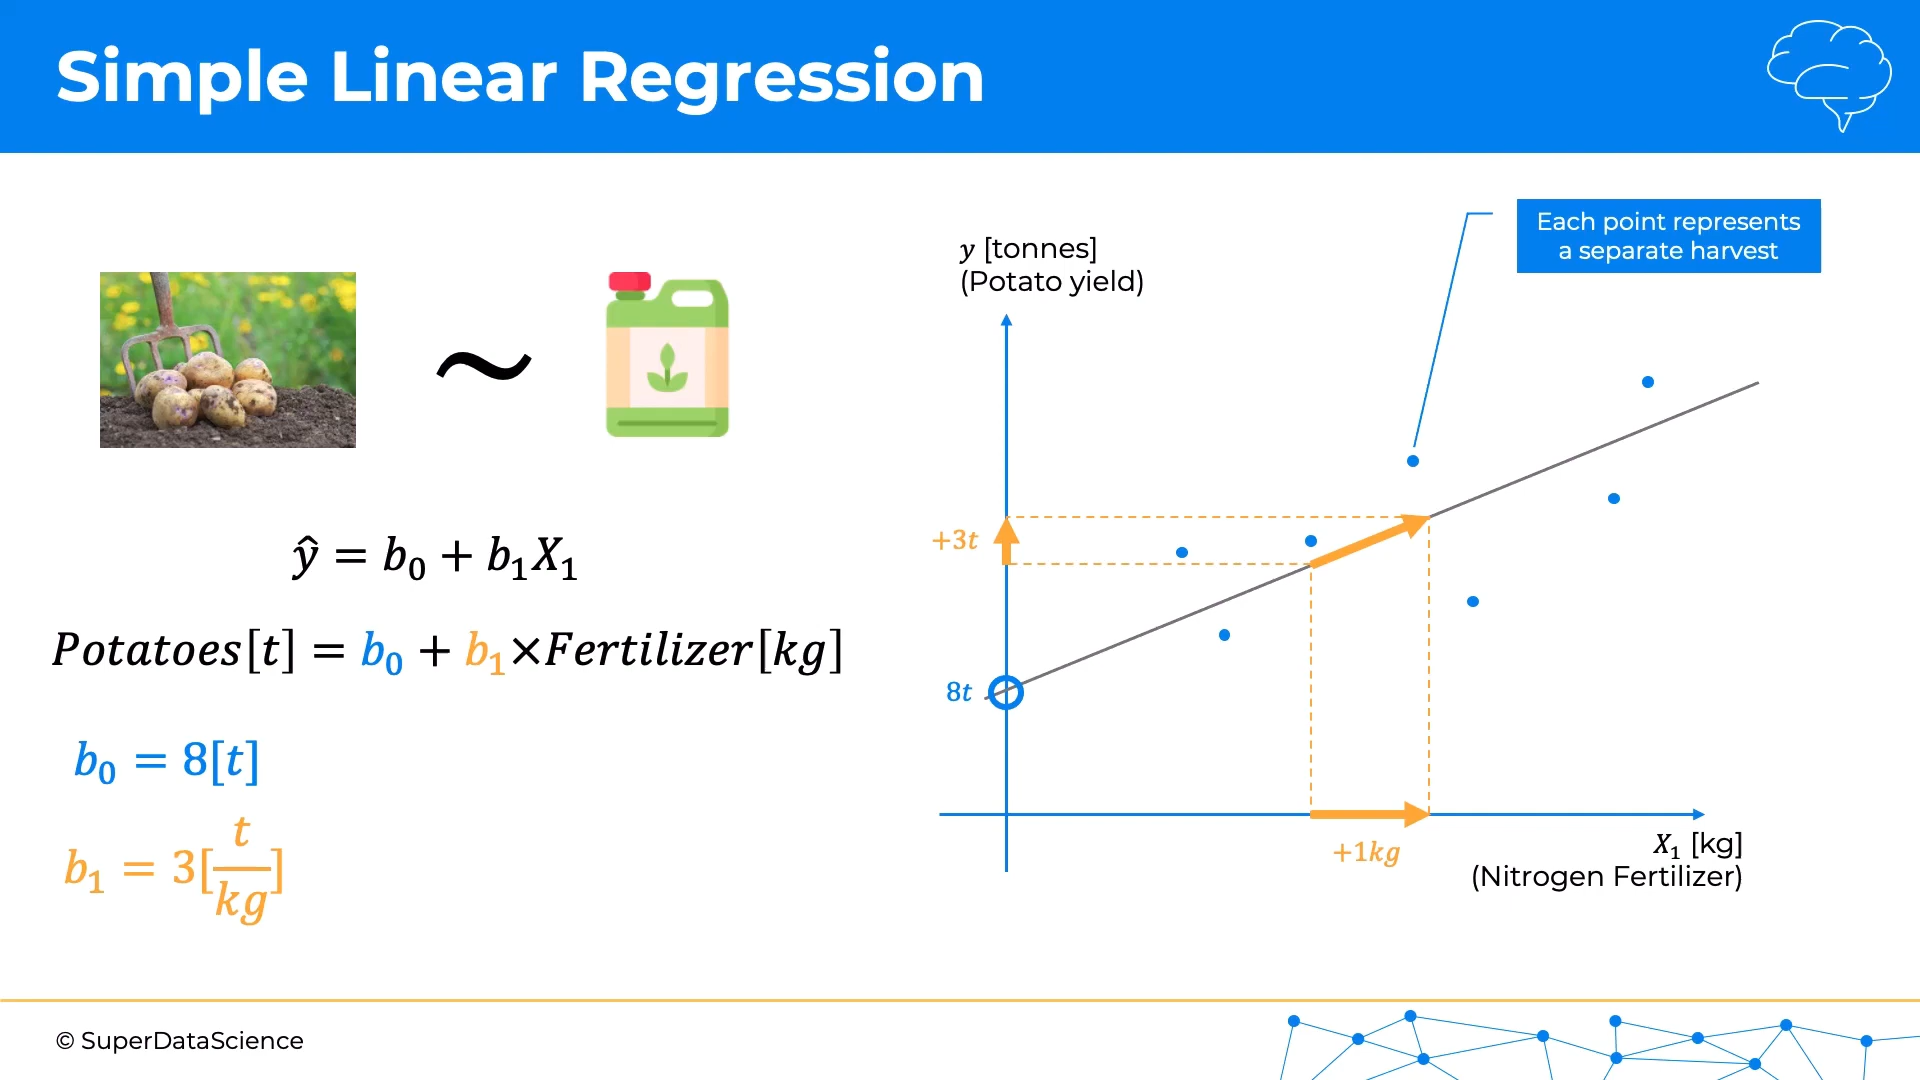 Simple Linear Regression
Each point represents
a separate harvest
y [tonnes]
(Potato yield)
~
ŷ = b₀ + b₁X₁
Potatoes[t] = b₀ + b₁×Fertilizer[kg]
b₀ = 8[t]
b₁ = 3[t/kg]
+3t
8t
+1kg
X₁ [kg]
(Nitrogen Fertilizer)
© SuperDataScience